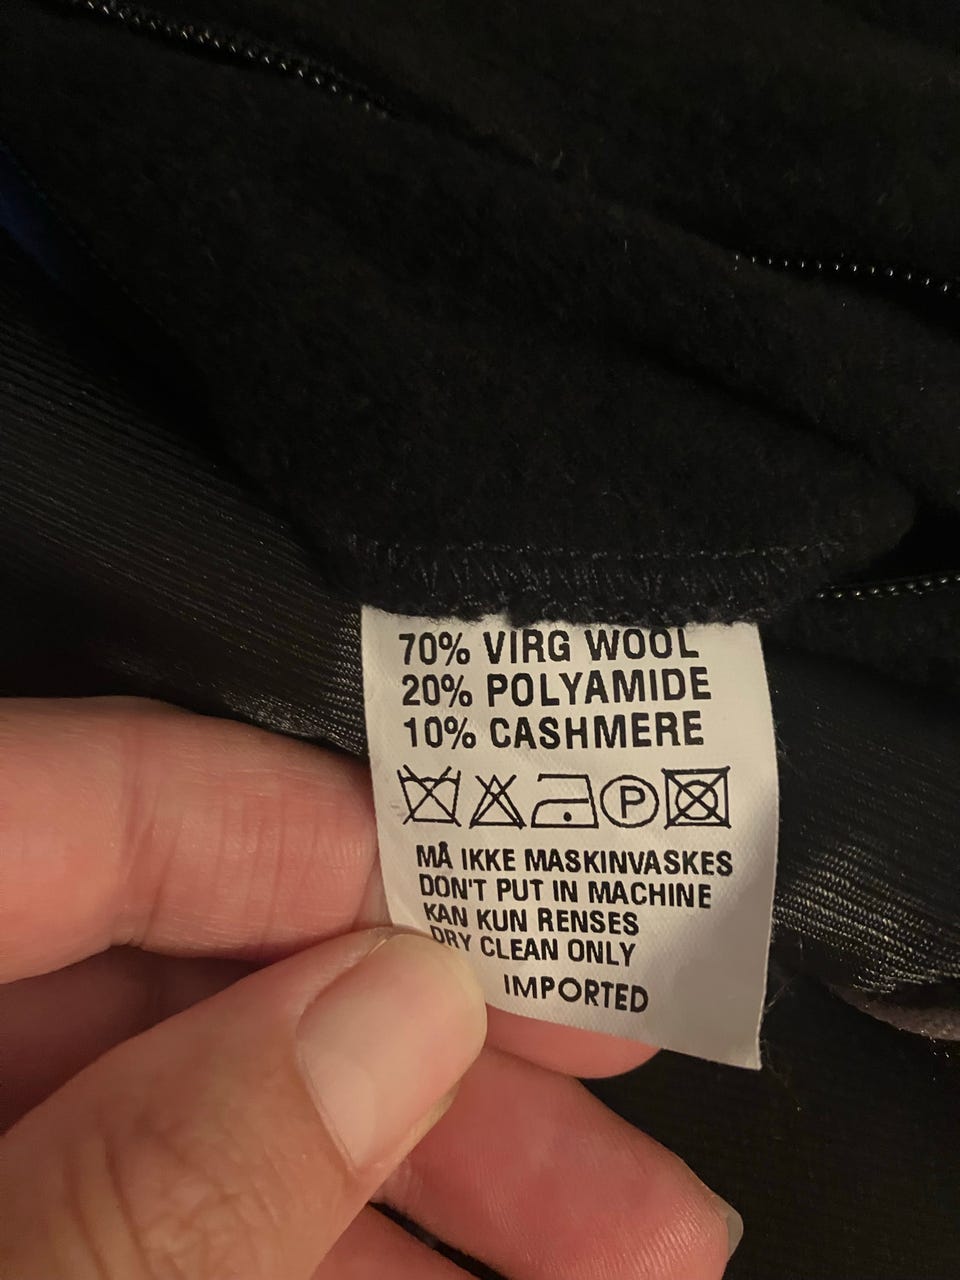 70% VIRG WOOL
20% POLYAMIDE
10% CASHMERE
P
MÅ IKKE MASKINVASKES
DON'T PUT IN MACHINE
KAN KUN RENSES
DRY CLEAN ONLY
IMPORTED